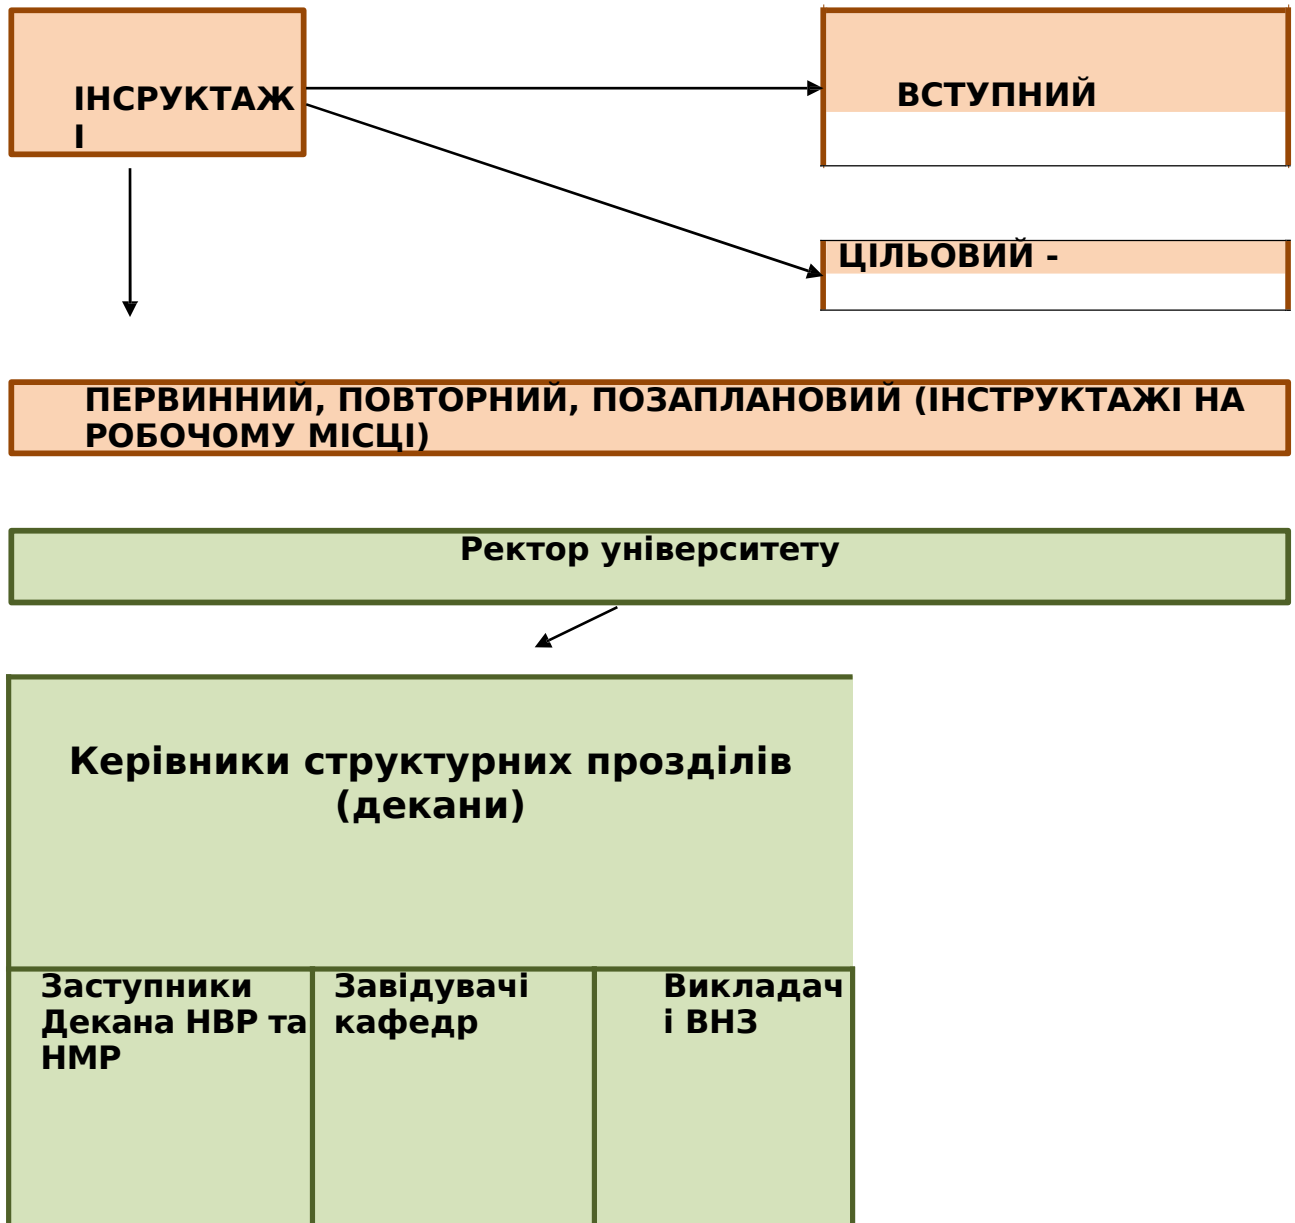 ІНСРУКТАЖ
І
ВСТУПНИЙ
ЦІЛЬОВИЙ -
ПЕРВИННИЙ, ПОВТОРНИЙ, ПОЗАПЛАНОВИЙ (ІНСТРУКТАЖІ НА
РОБОЧОМУ МІСЦІ)
Ректор університету
Керівники структурних прозділів
(декани)
Заступники
Декана НВР та
НМР
Завідувачі
кафедр
Викладач
і ВНЗ